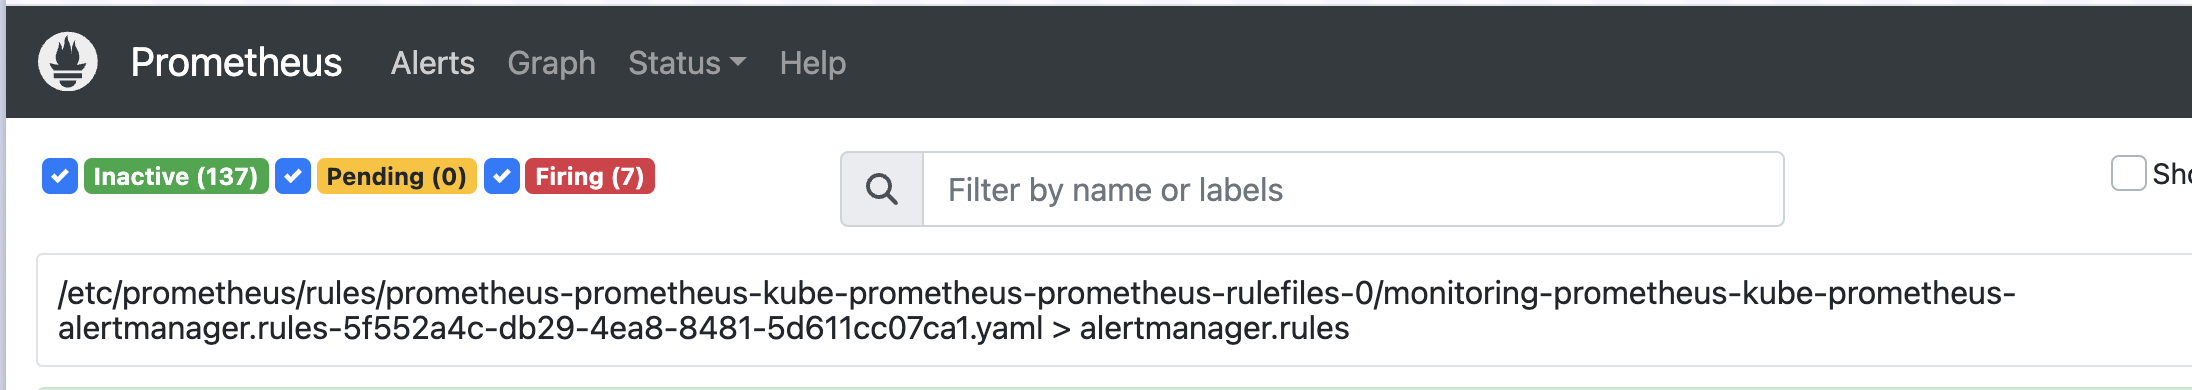 Prometheus Alerts Graph Status Help
Inactive (137) Pending (0) Firing (7) Filter by name or labels
/etc/prometheus/rules/prometheus-prometheus-kube-prometheus-prometheus-rulefiles-0/monitoring-prometheus-kube-prometheus-
alertmanager.rules-5f552a4c-db29-4ea8-8481-5d611cc07ca1.yaml > alertmanager.rules